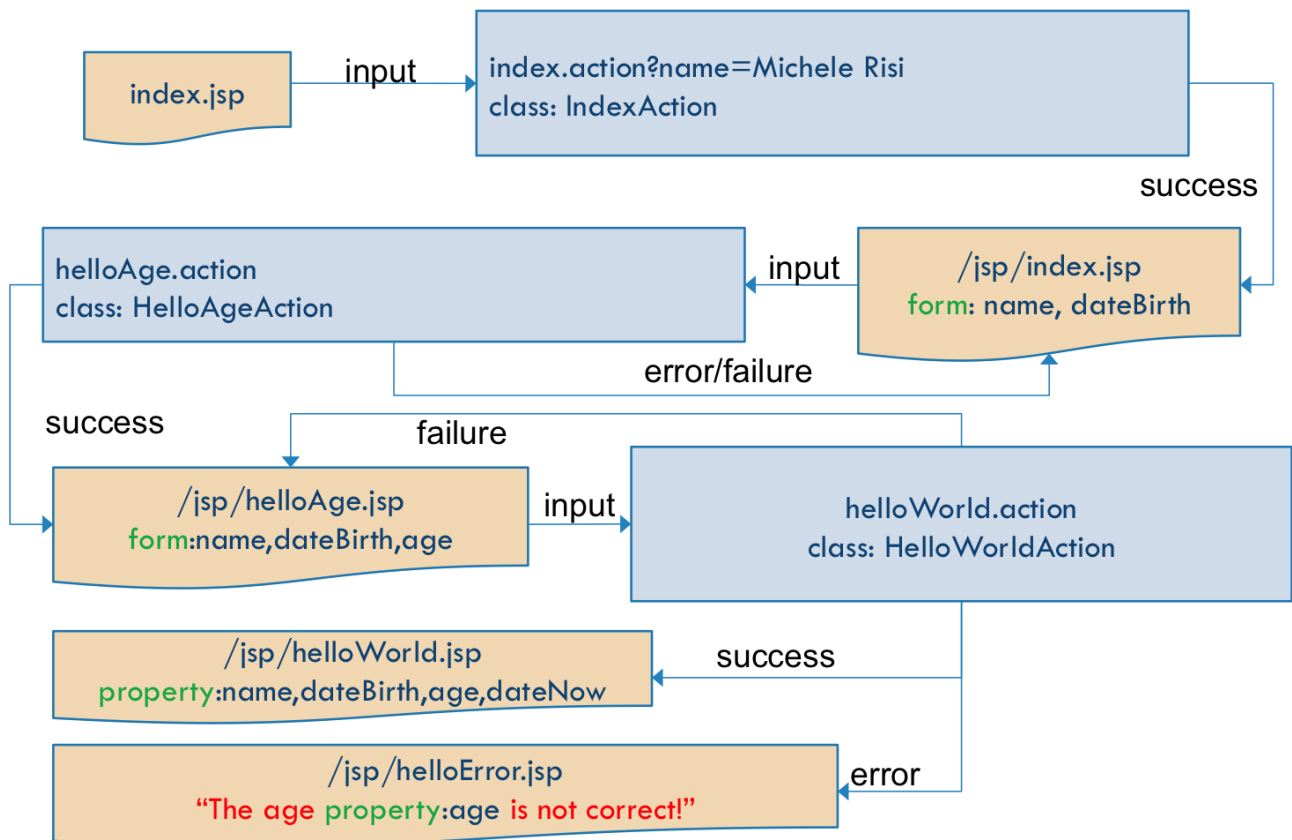 index.jsp
input
index.action?name=Michele Risi
class: IndexAction
success
helloAge.action
class: HelloAgeAction
input
/jsp/index.jsp
form: name, dateBirth
error/failure
success
failure
/jsp/helloAge.jsp
form:name,dateBirth,age
input
helloWorld.action
class: HelloWorldAction
/jsp/helloWorld.jsp
property:name,dateBirth,age,dateNow
success
/jsp/helloError.jsp
“The age property:age is not correct!”
error